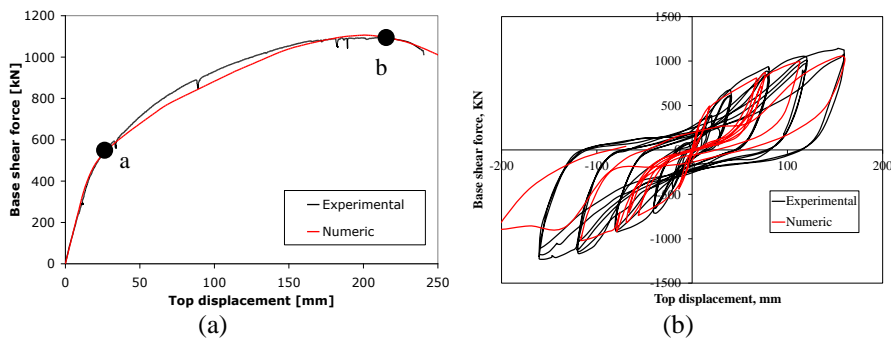 Base shear force [kN]
1200
1000
800
600
400
200
0
a
b
Experimental
Numeric
0 50 100 150 200 250
Top displacement [mm]
(a)
Base shear force, KN
1500
1000
500
0
-200 -100 0 100 200
-500
-1000
-1500
Experimental
Numeric
Top displacement, mm
(b)